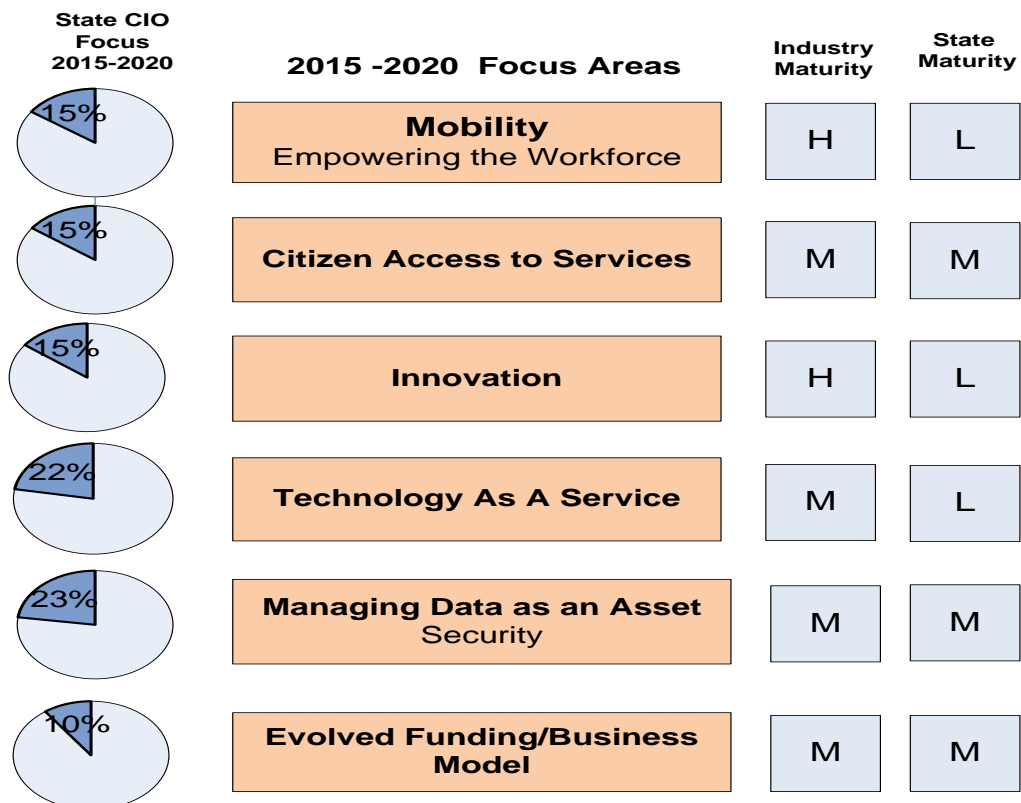 State CIO
Focus
2015-2020
2015 -2020  Focus Areas
Industry
Maturity
State
Maturity
15%
Mobility
Empowering the Workforce
H
L
15%
Citizen Access to Services
M
M
15%
Innovation
H
L
22%
Technology As A Service
M
L
23%
Managing Data as an Asset
Security
M
M
10%
Evolved Funding/Business
Model
M
M